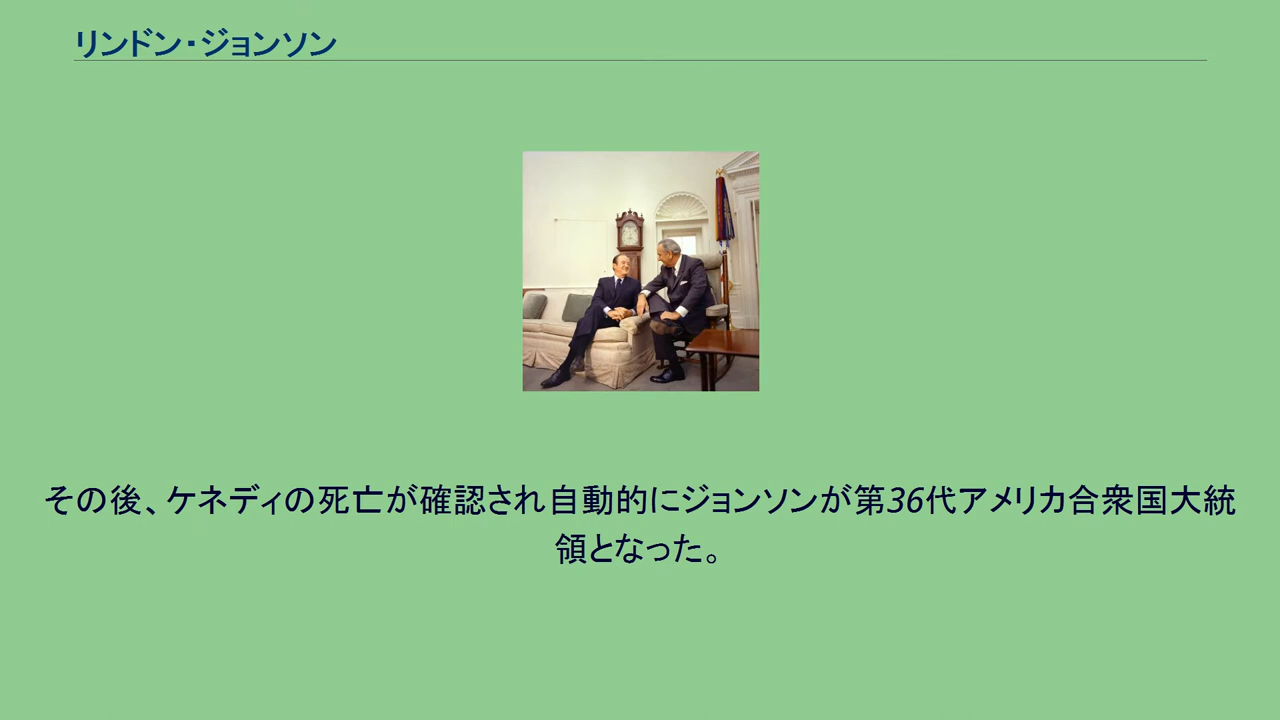 リンドン・ジョンソン
その後、ケネディの死亡が確認され自動的にジョンソンが第36代アメリカ合衆国大統
領となった。